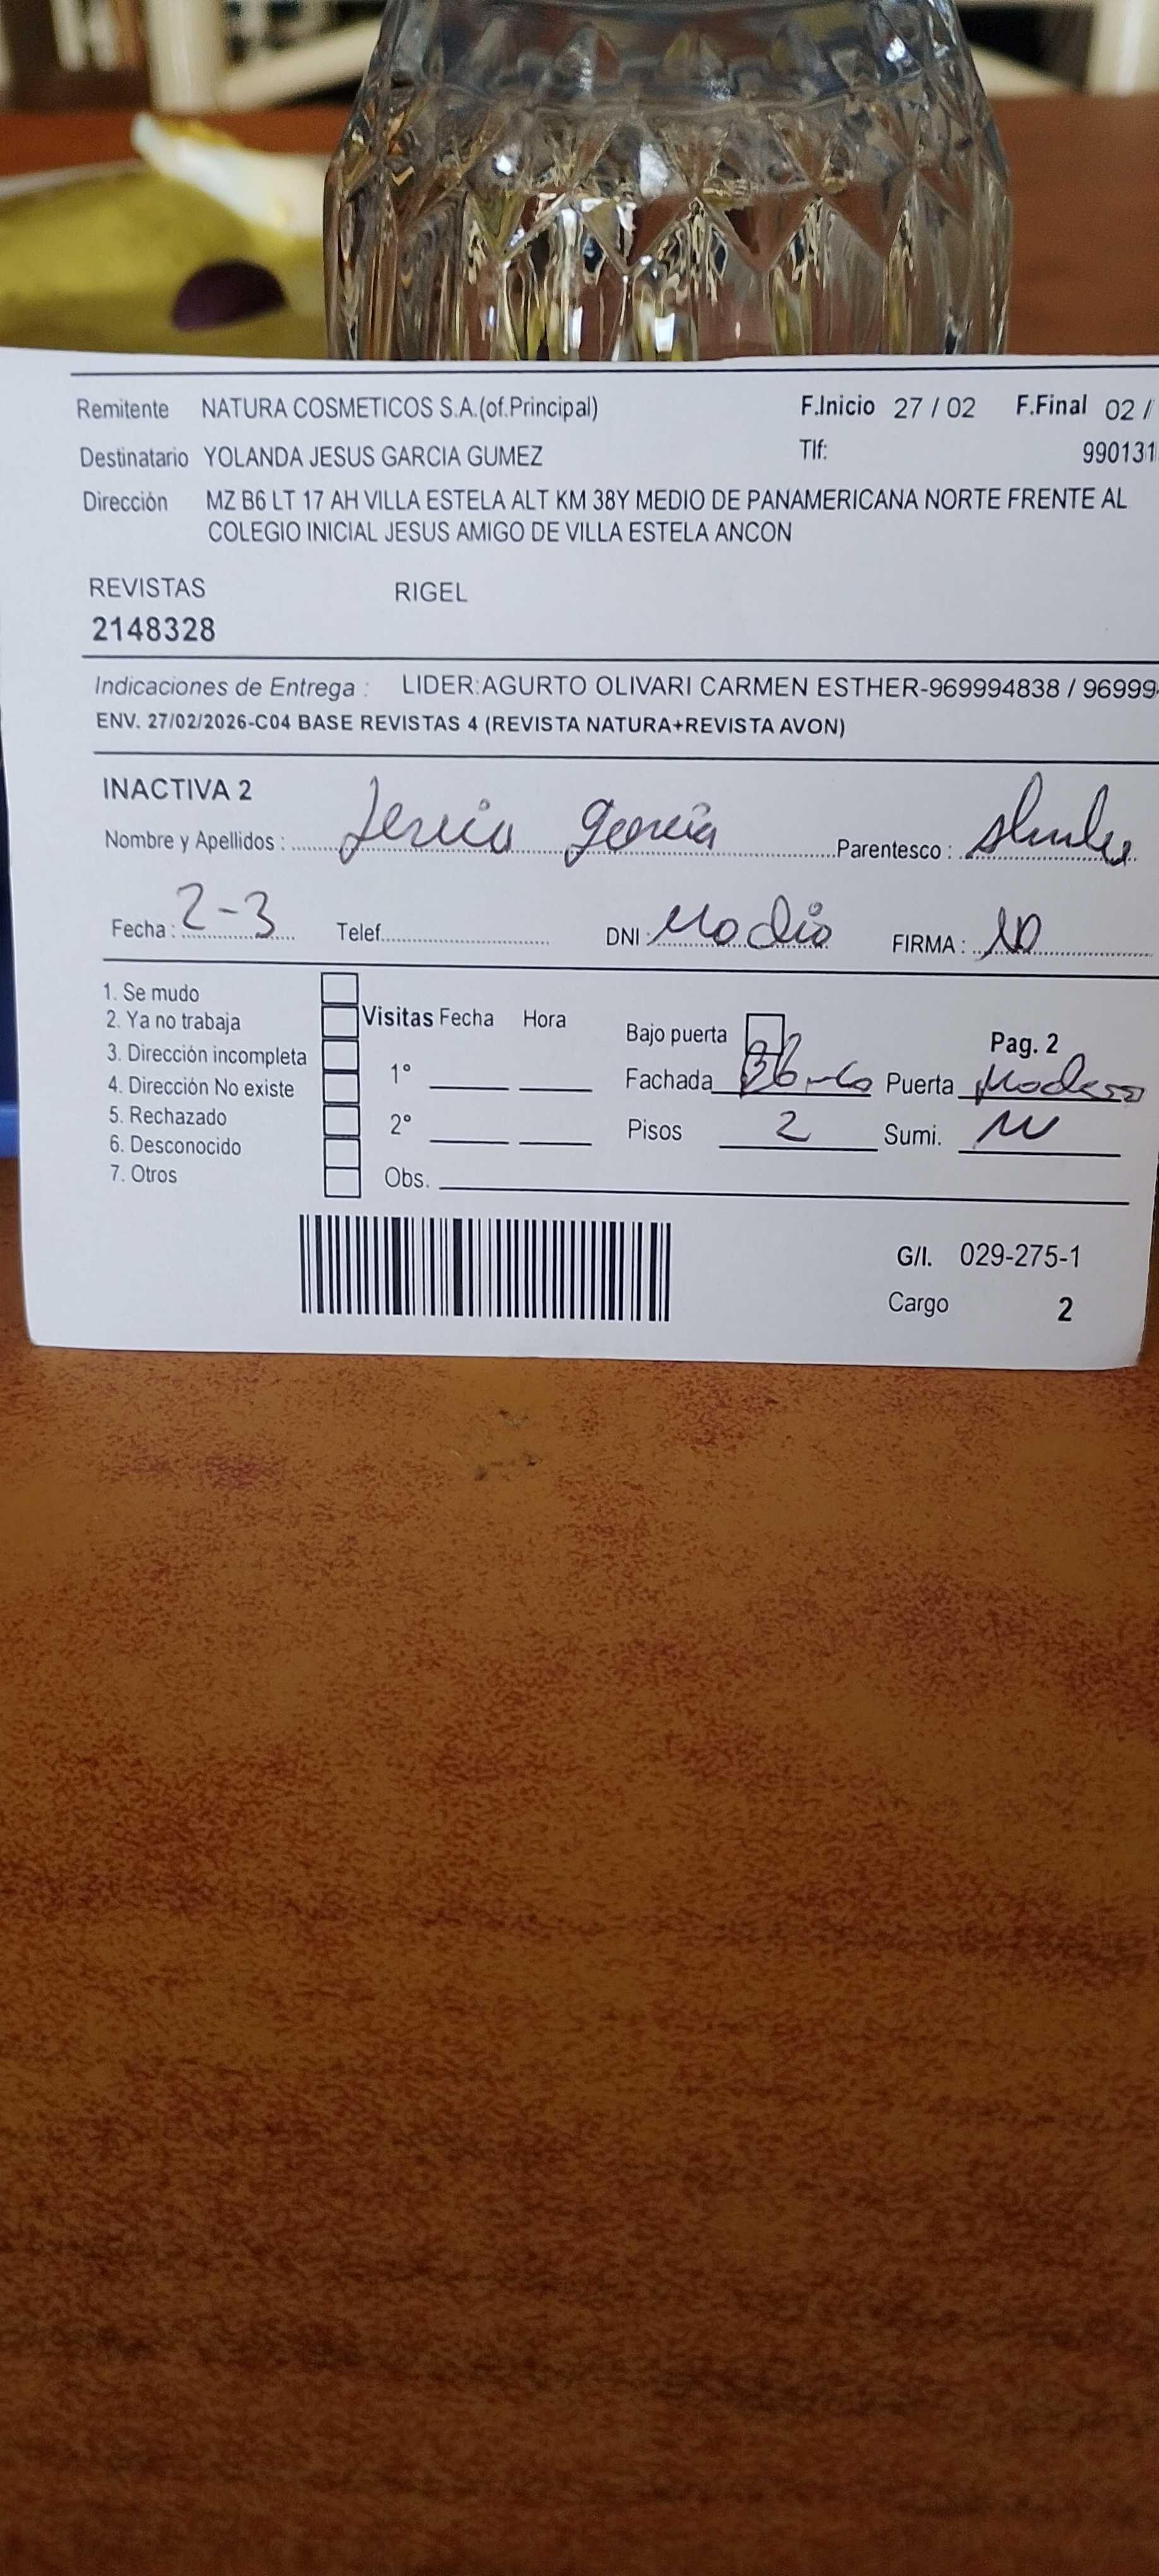 Remitente NATURA COSMETICOS S.A.(of.Principal) F.Inicio 27 / 02 F.Final 02 /
Destinatario YOLANDA JESUS GARCIA GUMEZ Tlf: 990131
Dirección MZ B6 LT 17 AH VILLA ESTELA ALT KM 38Y MEDIO DE PANAMERICANA NORTE FRENTE AL
COLEGIO INICIAL JESUS AMIGO DE VILLA ESTELA ANCON
REVISTAS RIGEL
2148328
Indicaciones de Entrega : LIDER:AGURTO OLIVARI CARMEN ESTHER-969994838 / 96999
ENV. 27/02/2026-C04 BASE REVISTAS 4 (REVISTA NATURA+REVISTA AVON)
INACTIVA 2
Nombre y Apellidos : García Parentesco :
Fecha : 2-3 Telef. DNI : No dio FIRMA :
1. Se mudo
2. Ya no trabaja Visitas Fecha Hora Bajo puerta
3. Dirección incompleta Pag. 2
4. Dirección No existe 1° Fachada Puerta
5. Rechazado 2° Pisos 2 Sumi.
6. Desconocido
7. Otros Obs.
G/I. 029-275-1
Cargo 2